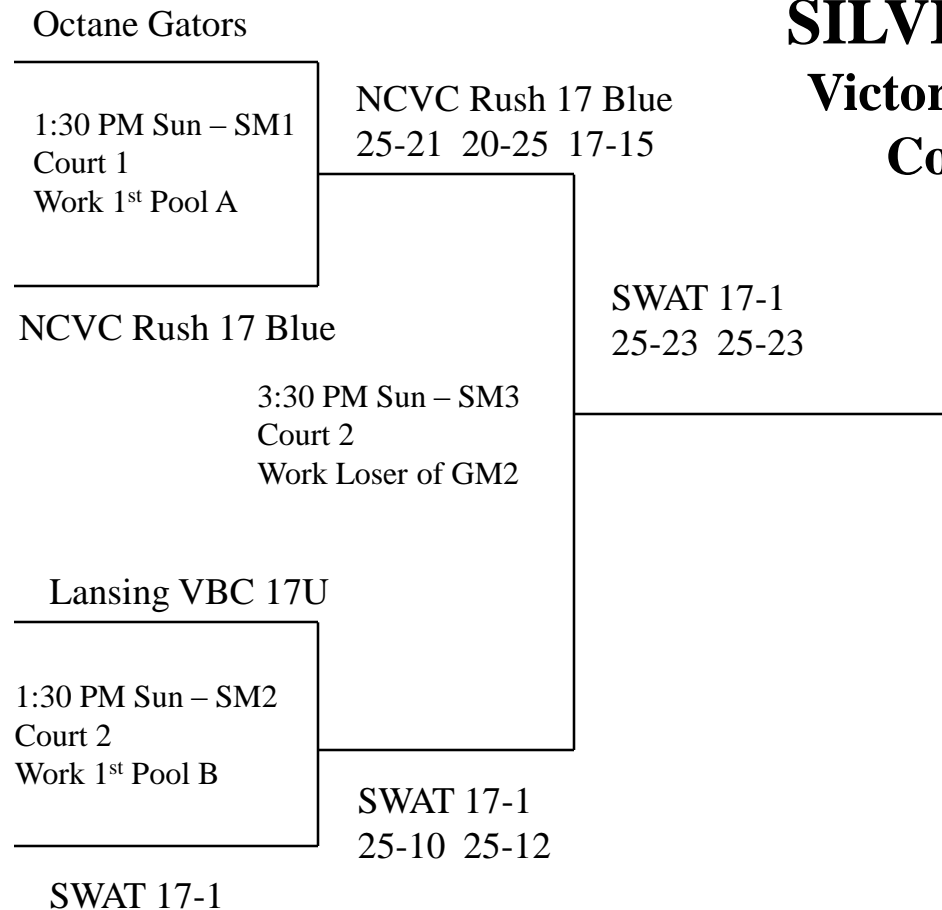 Octane Gators
1:30 PM Sun – SM1
Court 1
Work 1st Pool A
NCVC Rush 17 Blue
NCVC Rush 17 Blue
25-21 20-25 17-15
3:30 PM Sun – SM3
Court 2
Work Loser of GM2
SWAT 17-1
25-23 25-23
Lansing VBC 17U
1:30 PM Sun – SM2
Court 2
Work 1st Pool B
SWAT 17-1
SWAT 17-1
25-10 25-12